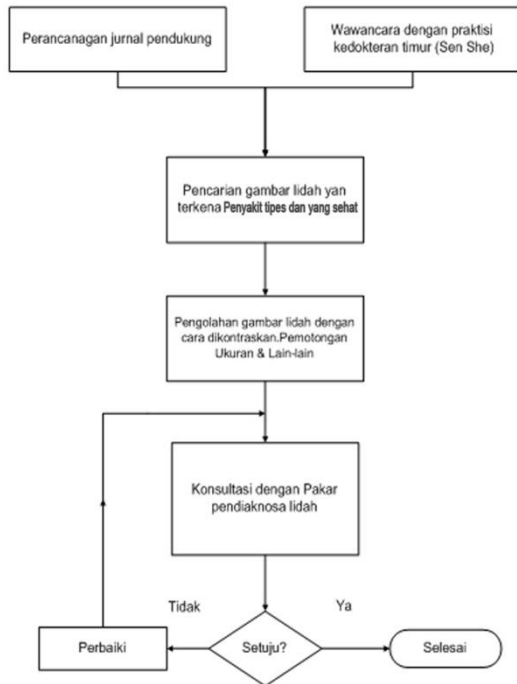 Perancanagan jurnal pendukung
Wawancara dengan praktisi
kedokteran timur (Sen She)
Pencarian gambar lidah yan
terkena Penyakit tipes dan yang sehat
Pengolahan gambar lidah dengan
cara dikontraskan.Pemotongan
Ukuran & Lain-lain
Konsultasi dengan Pakar
pendiaknosa lidah
Tidak
Ya
Perbaiki
Setuju?
Selesai